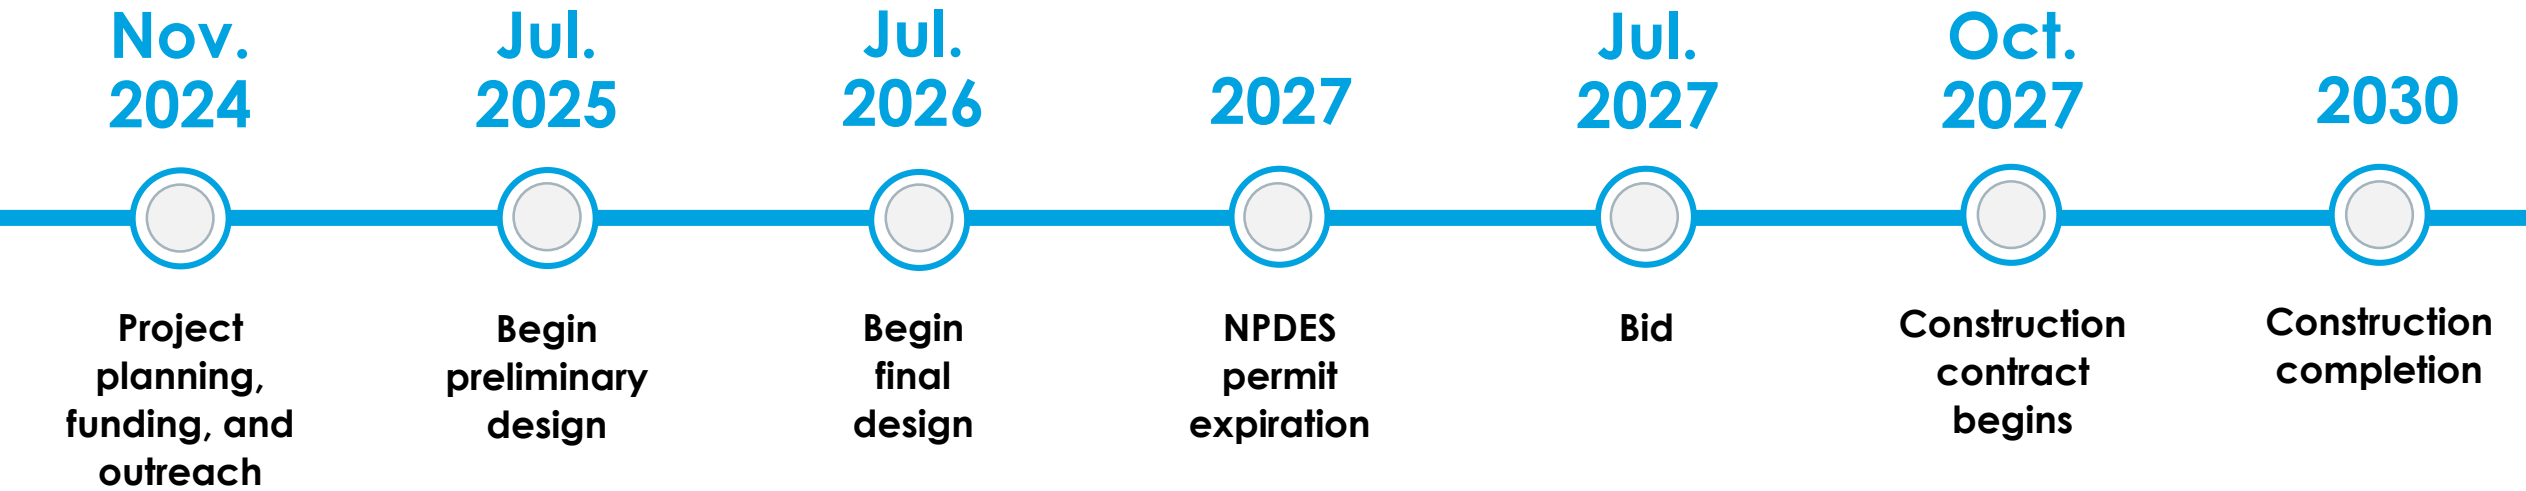 Nov.
2024
Jul.
2025
Jul.
2026
2027
Jul.
2027
Oct.
2027
2030
Project
planning,
funding, and
outreach
Begin
preliminary
design
Begin
final
design
NPDES
permit
expiration
Bid
Construction
contract
begins
Construction
completion